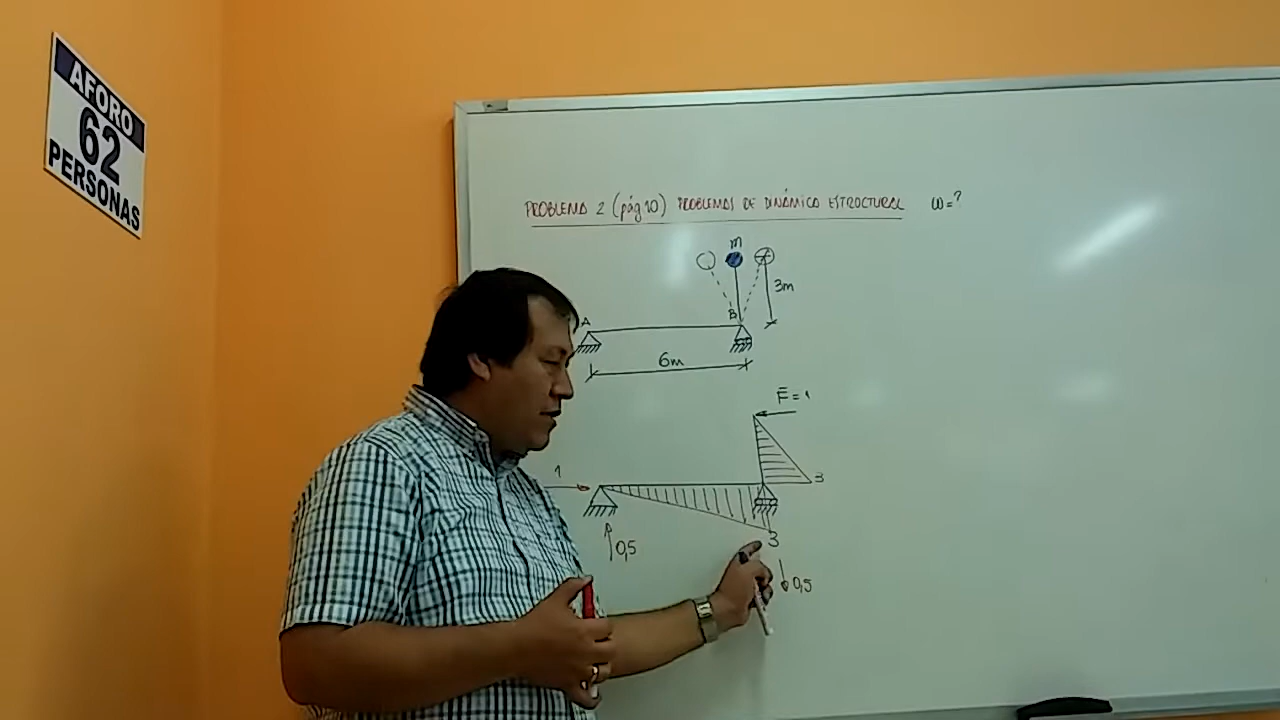 AFORO
62
PERSONAS
PROBLEMA 2 (pág 10) PROBLEMAS DE DINÁMICA ESTRUCTURAL ω=?
m
3m
A
B
6m
F̄ = 1
1
3
3
0,5
0,5